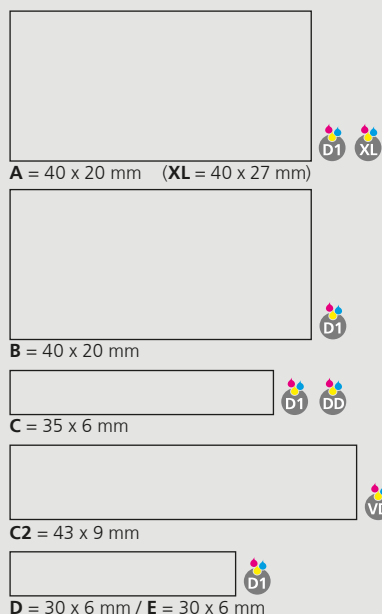 D1 XL
A = 40 x 20 mm (XL = 40 x 27 mm)
D1
B = 40 x 20 mm
D1 DD
C = 35 x 6 mm
C2 = 43 x 9 mm
D1
D = 30 x 6 mm / E = 30 x 6 mm